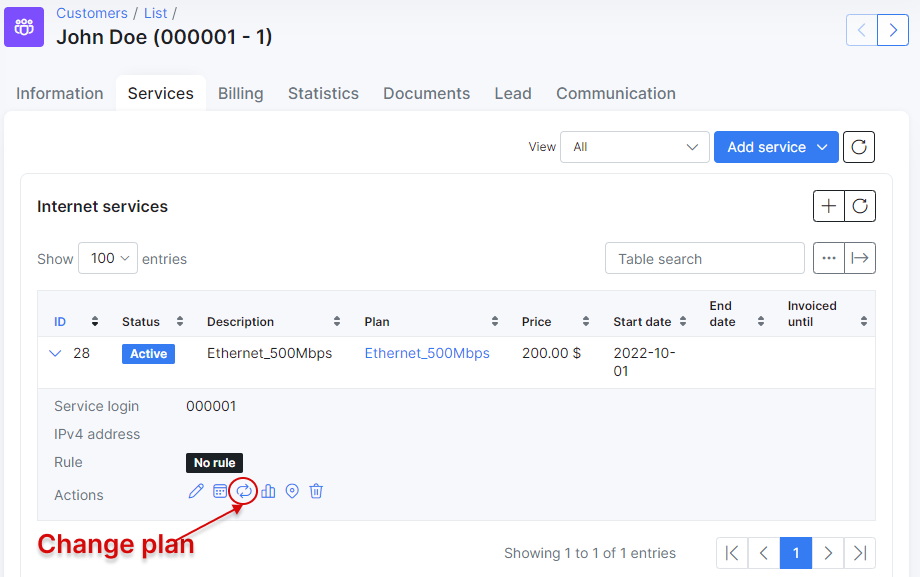 Customers / List /
John Doe (000001 - 1)
Information Services Billing Statistics Documents Lead Communication
View All Add service
Internet services
Show 100 entries Table search
ID Status Description Plan Price Start date End date Invoiced until
28 Active Ethernet_500Mbps Ethernet_500Mbps 200.00 $ 2022-10-01
Service login 000001
IPv4 address
Rule No rule
Actions
Change plan
Showing 1 to 1 of 1 entries 1